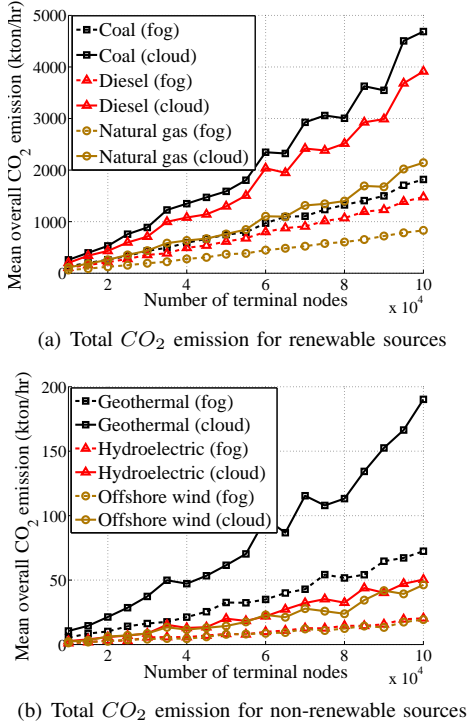 5000
4000
3000
2000
1000
0
Mean overall CO2 emission (kton/hr)
Coal (fog)
Coal (cloud)
Diesel (fog)
Diesel (cloud)
Natural gas (fog)
Natural gas (cloud)
2 4 6 8 10
Number of terminal nodes
x 10^4
(a) Total CO2 emission for renewable sources
200
150
100
50
0
Mean overall CO2 emission (kton/hr)
Geothermal (fog)
Geothermal (cloud)
Hydroelectric (fog)
Hydroelectric (cloud)
Offshore wind (fog)
Offshore wind (cloud)
2 4 6 8 10
Number of terminal nodes
x 10^4
(b) Total CO2 emission for non-renewable sources